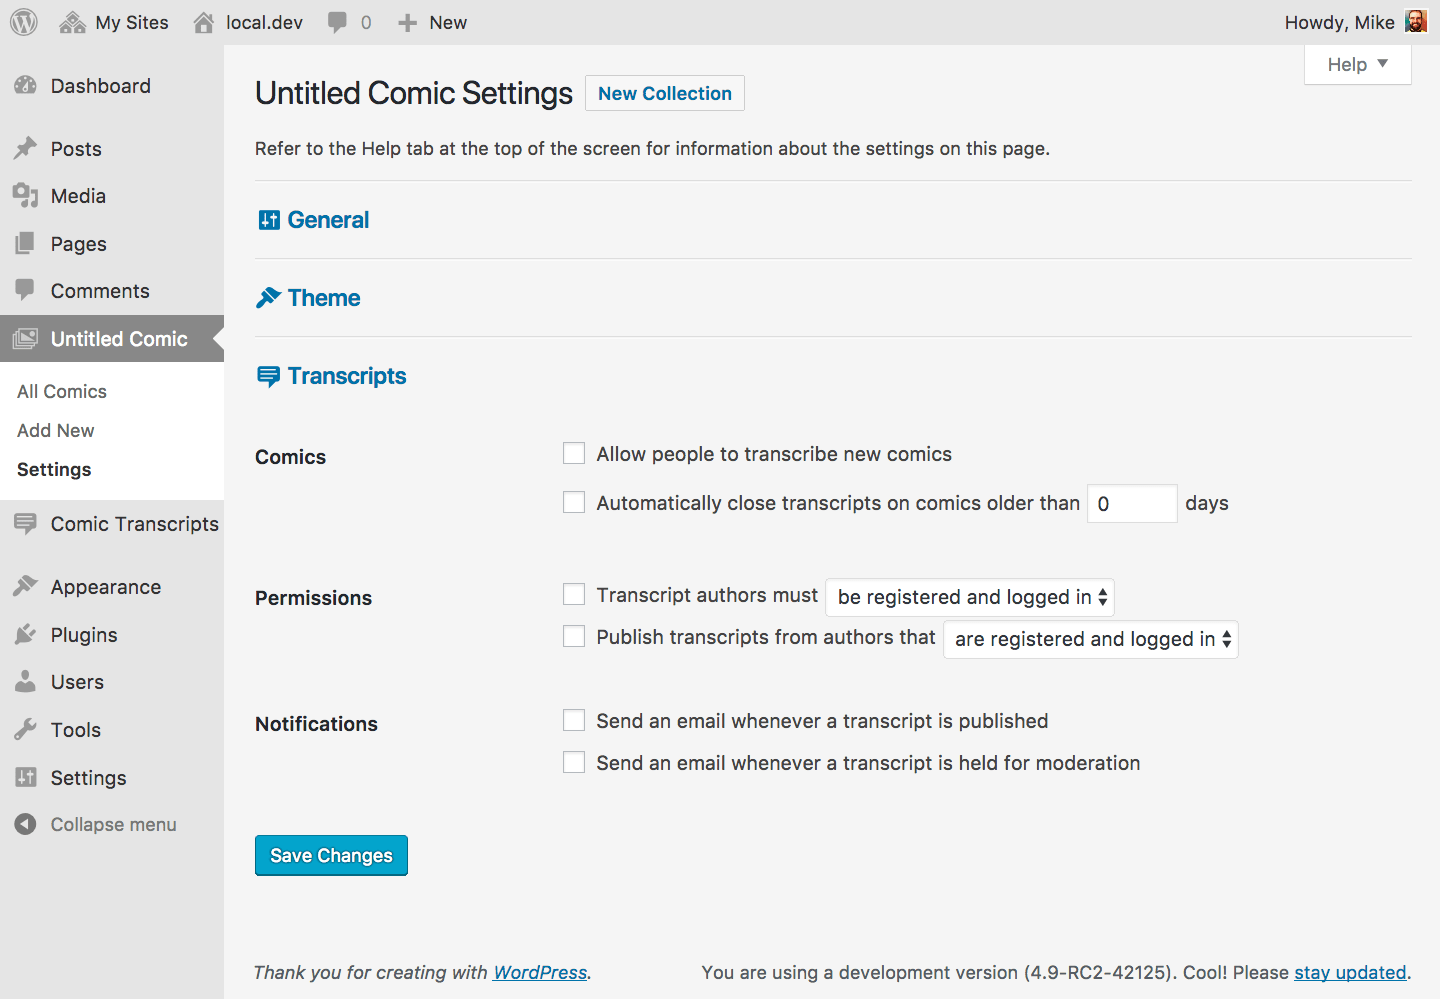 My Sites local.dev 0 New Howdy, Mike
Help
Dashboard
Posts
Media
Pages
Comments
Untitled Comic
All Comics
Add New
Settings
Comic Transcripts
Appearance
Plugins
Users
Tools
Settings
Collapse menu
Untitled Comic Settings New Collection
Refer to the Help tab at the top of the screen for information about the settings on this page.
General
Theme
Transcripts
Comics
Allow people to transcribe new comics
Automatically close transcripts on comics older than 0 days
Permissions
Transcript authors must be registered and logged in
Publish transcripts from authors that are registered and logged in
Notifications
Send an email whenever a transcript is published
Send an email whenever a transcript is held for moderation
Save Changes
Thank you for creating with WordPress. You are using a development version (4.9-RC2-42125). Cool! Please stay updated.